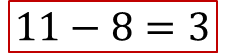 11 − 8 = 3